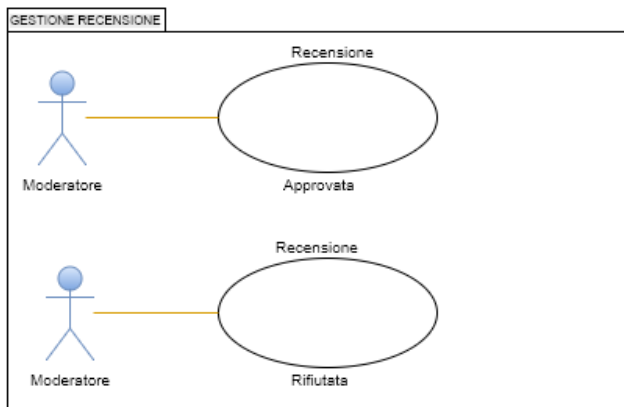 GESTIONE RECENSIONE
Recensione
Moderatore
Approvata
Recensione
Moderatore
Rifiutata